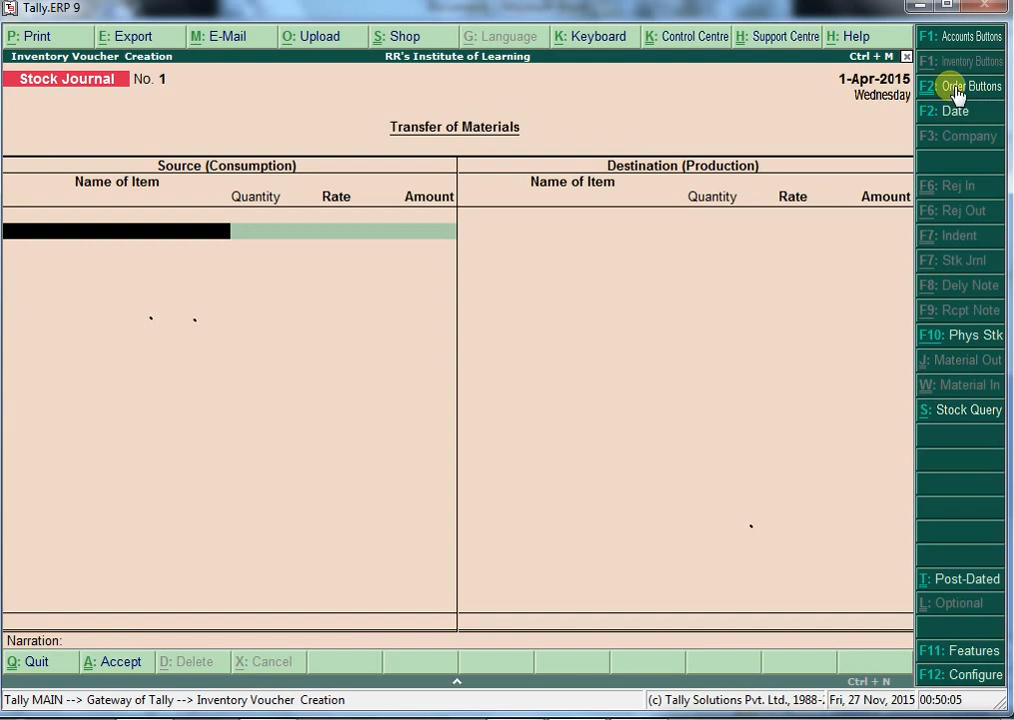 Tally.ERP 9
P: Print E: Export M: E-Mail O: Upload S: Shop G: Language K: Keyboard K: Control Centre H: Support Centre H: Help
Inventory Voucher Creation RR's Institute of Learning Ctrl + M
Stock Journal No. 1 1-Apr-2015
Wednesday
Transfer of Materials
Source (Consumption) Destination (Production)
Name of Item Name of Item
Quantity Rate Amount Quantity Rate Amount
Narration:
Q: Quit A: Accept D: Delete X: Cancel
Ctrl + N
Tally MAIN --> Gateway of Tally --> Inventory Voucher Creation (c) Tally Solutions Pvt. Ltd., 1988-2 Fri, 27 Nov, 2015 00:50:05
F1: Accounts Buttons
F1: Inventory Buttons
F2: Order Buttons
F2: Date
F3: Company
F6: Rej In
F6: Rej Out
F7: Indent
F7: Stk Jrnl
F8: Dely Note
F9: Rcpt Note
F10: Phys Stk
J: Material Out
W: Material In
S: Stock Query
T: Post-Dated
L: Optional
F11: Features
F12: Configure